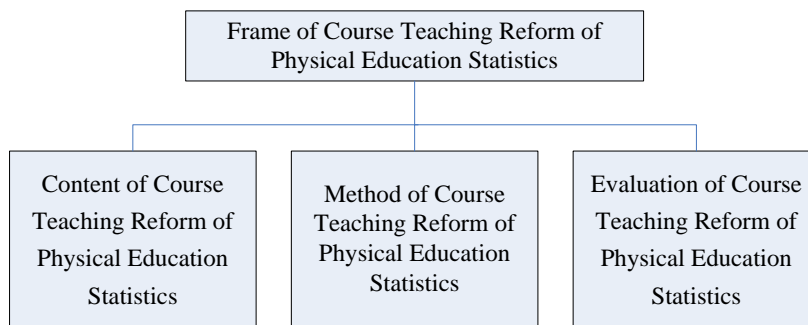 Frame of Course Teaching Reform of
Physical Education Statistics
Content of Course
Teaching Reform of
Physical Education
Statistics
Method of Course
Teaching Reform of
Physical Education
Statistics
Evaluation of Course
Teaching Reform of
Physical Education
Statistics